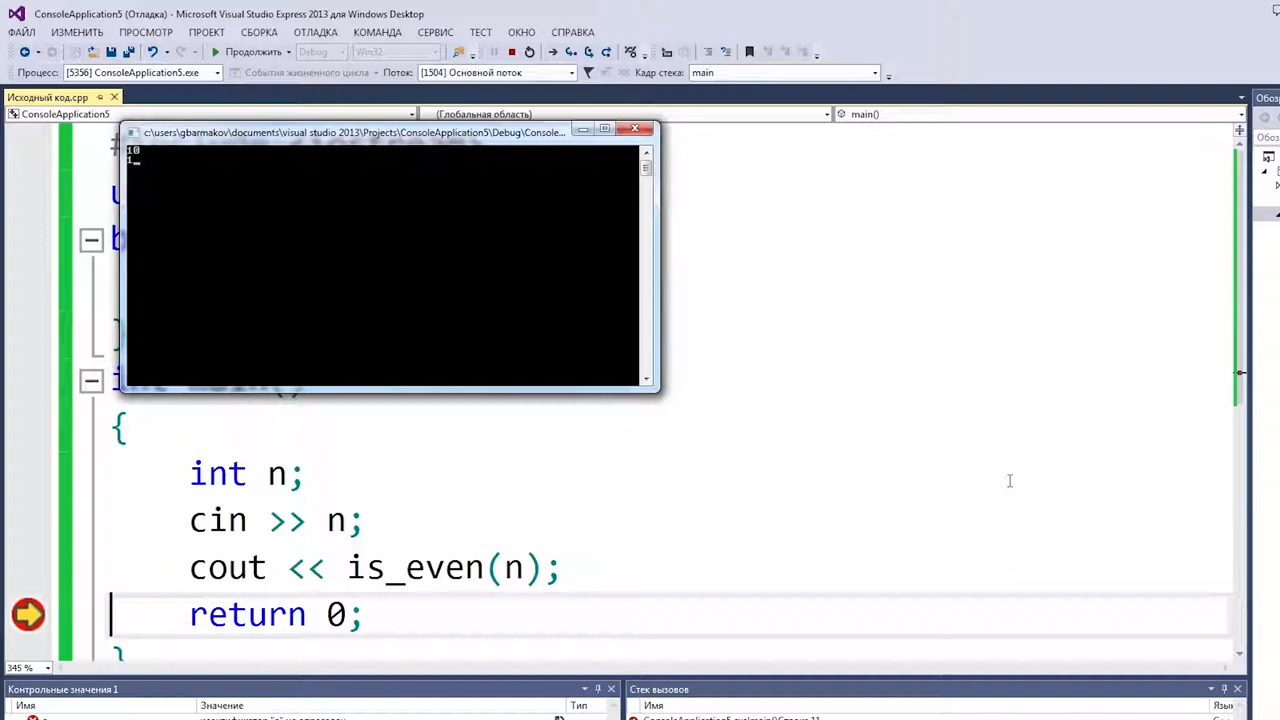 ConsoleApplication5 (Отладка) - Microsoft Visual Studio Express 2013 для Windows Desktop
ФАЙЛ ИЗМЕНИТЬ ПРОСМОТР ПРОЕКТ СБОРКА ОТЛАДКА КОМАНДА СЕРВИС ТЕСТ ОКНО СПРАВКА
Продолжить Debug Win32
Процесс: [5356] ConsoleApplication5.exe События жизненного цикла Поток: [1504] Основной поток Кадр стека: main
Исходный код.cpp Обоз
ConsoleApplication5 (Глобальная область) main()
c:\users\gbarmakov\documents\visual studio 2013\Projects\ConsoleApplication5\Debug\Console...
10
1
{
int n;
cin >> n;
cout << is_even(n);
return 0;
}
345 %
Контрольные значения 1 Стек вызовов
Имя Значение Тип Имя Язык